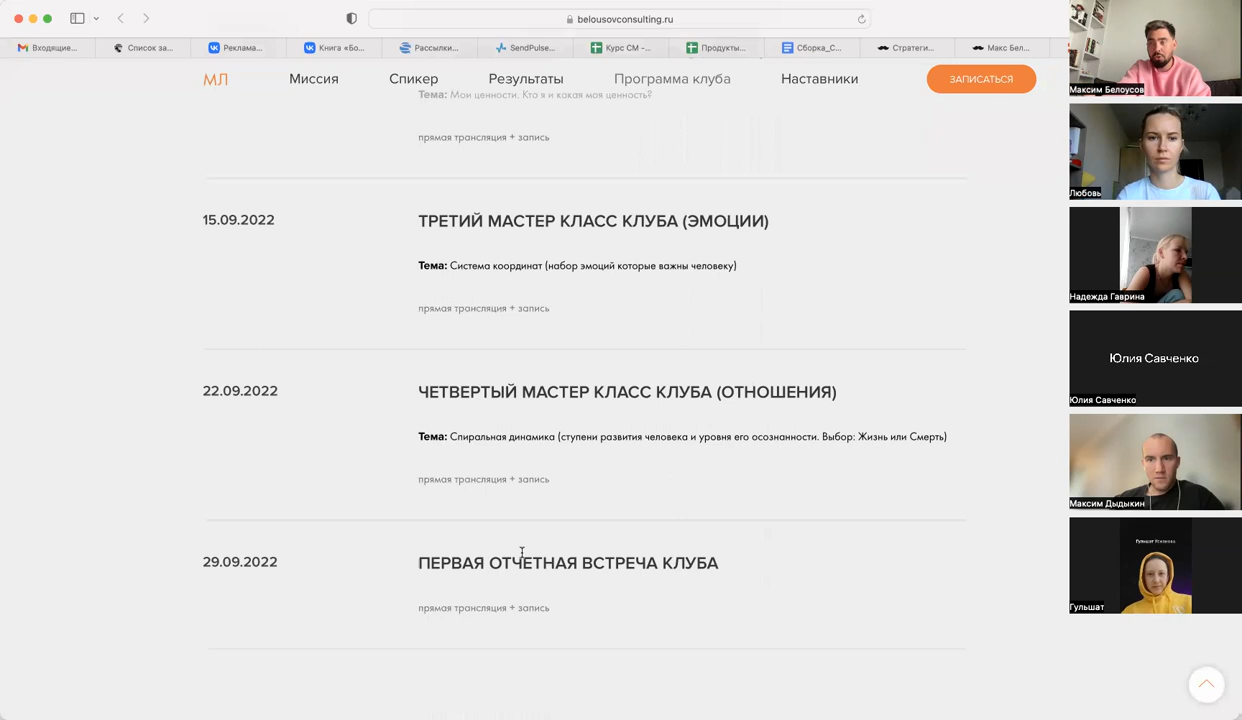 belousovconsulting.ru
Входящие... Список за... Реклама... Книга «Бо... Рассылки... SendPulse... Курс СМ -... Продукты... Сборка_С... Стратеги... Макс Бел...
МЛ Миссия Спикер Результаты Программа клуба Наставники ЗАПИСАТЬСЯ
Тема: Мои ценности. Кто я и какая моя ценность?
прямая трансляция + запись
15.09.2022 ТРЕТИЙ МАСТЕР КЛАСС КЛУБА (ЭМОЦИИ)
Тема: Система координат (набор эмоций которые важны человеку)
прямая трансляция + запись
22.09.2022 ЧЕТВЕРТЫЙ МАСТЕР КЛАСС КЛУБА (ОТНОШЕНИЯ)
Тема: Спиральная динамика (ступени развития человека и уровня его осознанности. Выбор: Жизнь или Смерть)
прямая трансляция + запись
29.09.2022 ПЕРВАЯ ОТЧЕТНАЯ ВСТРЕЧА КЛУБА
прямая трансляция + запись
Максим Белоусов
Любовь
Надежда Гаврина
Юлия Савченко
Юлия Савченко
Максим Дыдыкин
Гульшат